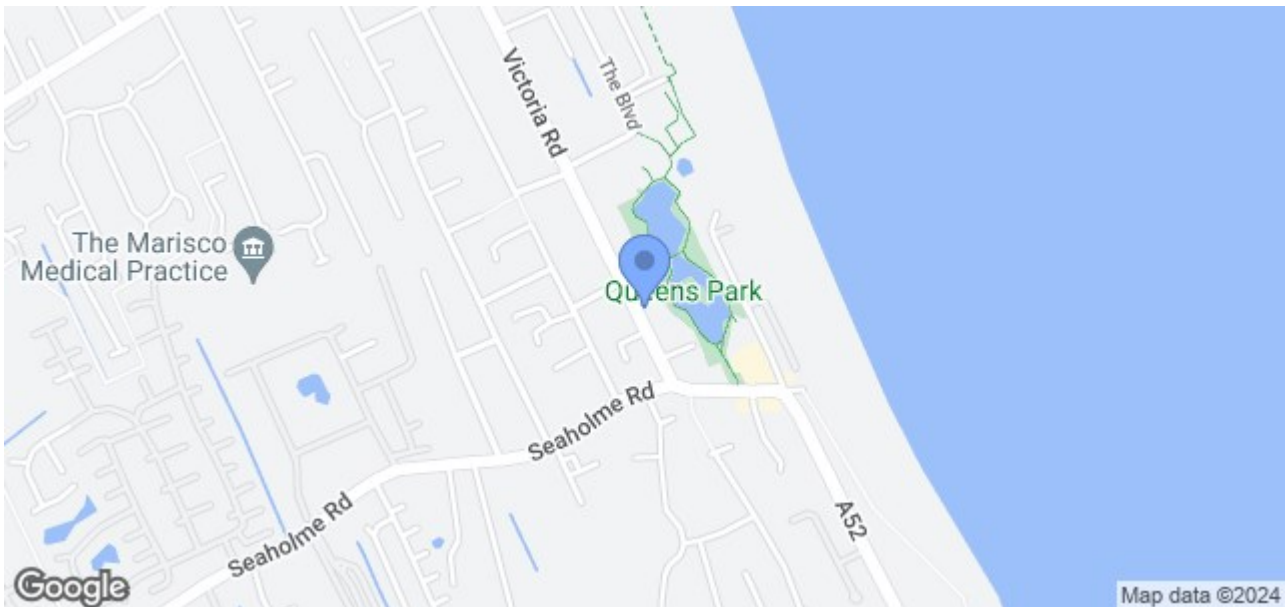 Victoria Rd
The Blvd
The Marisco
Medical Practice
Queens Park
Seaholme Rd
Seaholme Rd
A52
Google
Map data ©2024